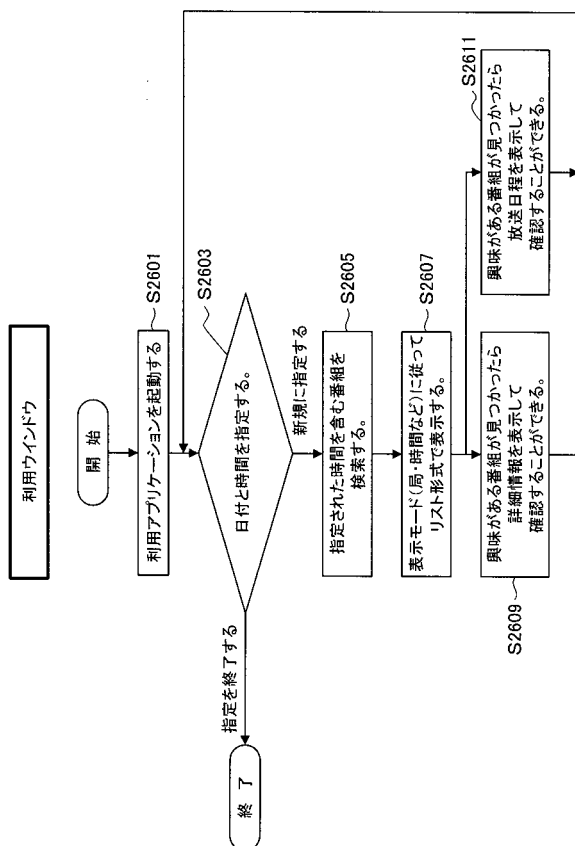 利用ウインドウ
開 始
利用アプリケーションを起動する
S2601
日付と時間を指定する。
S2603
指定を終了する
終 了
新規に指定する
指定された時間を含む番組を
検索する。
S2605
表示モード(局・時間など)に従って
リスト形式で表示する。
S2607
興味がある番組が見つかったら
詳細情報を表示して
確認することができる。
S2609
興味がある番組が見つかったら
放送日程を表示して
確認することができる。
S2611